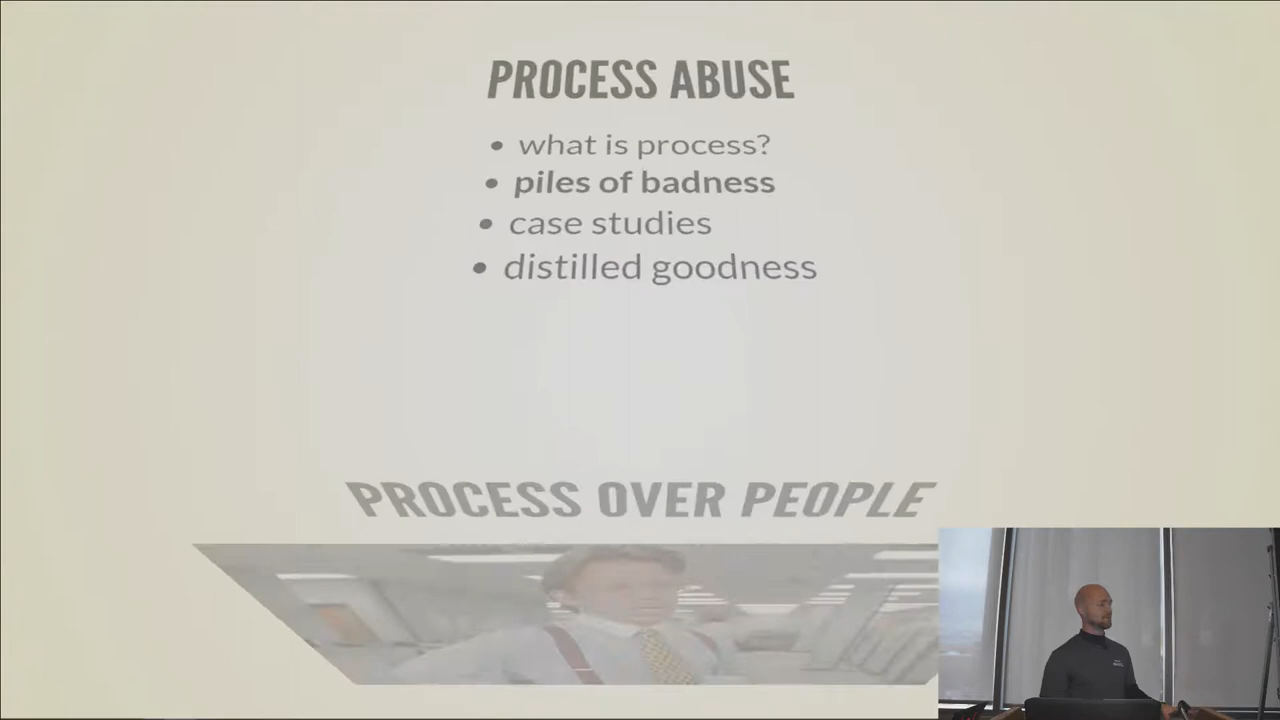 PROCESS ABUSE
• what is process?
• piles of badness
• case studies
• distilled goodness
PROCESS OVER PEOPLE